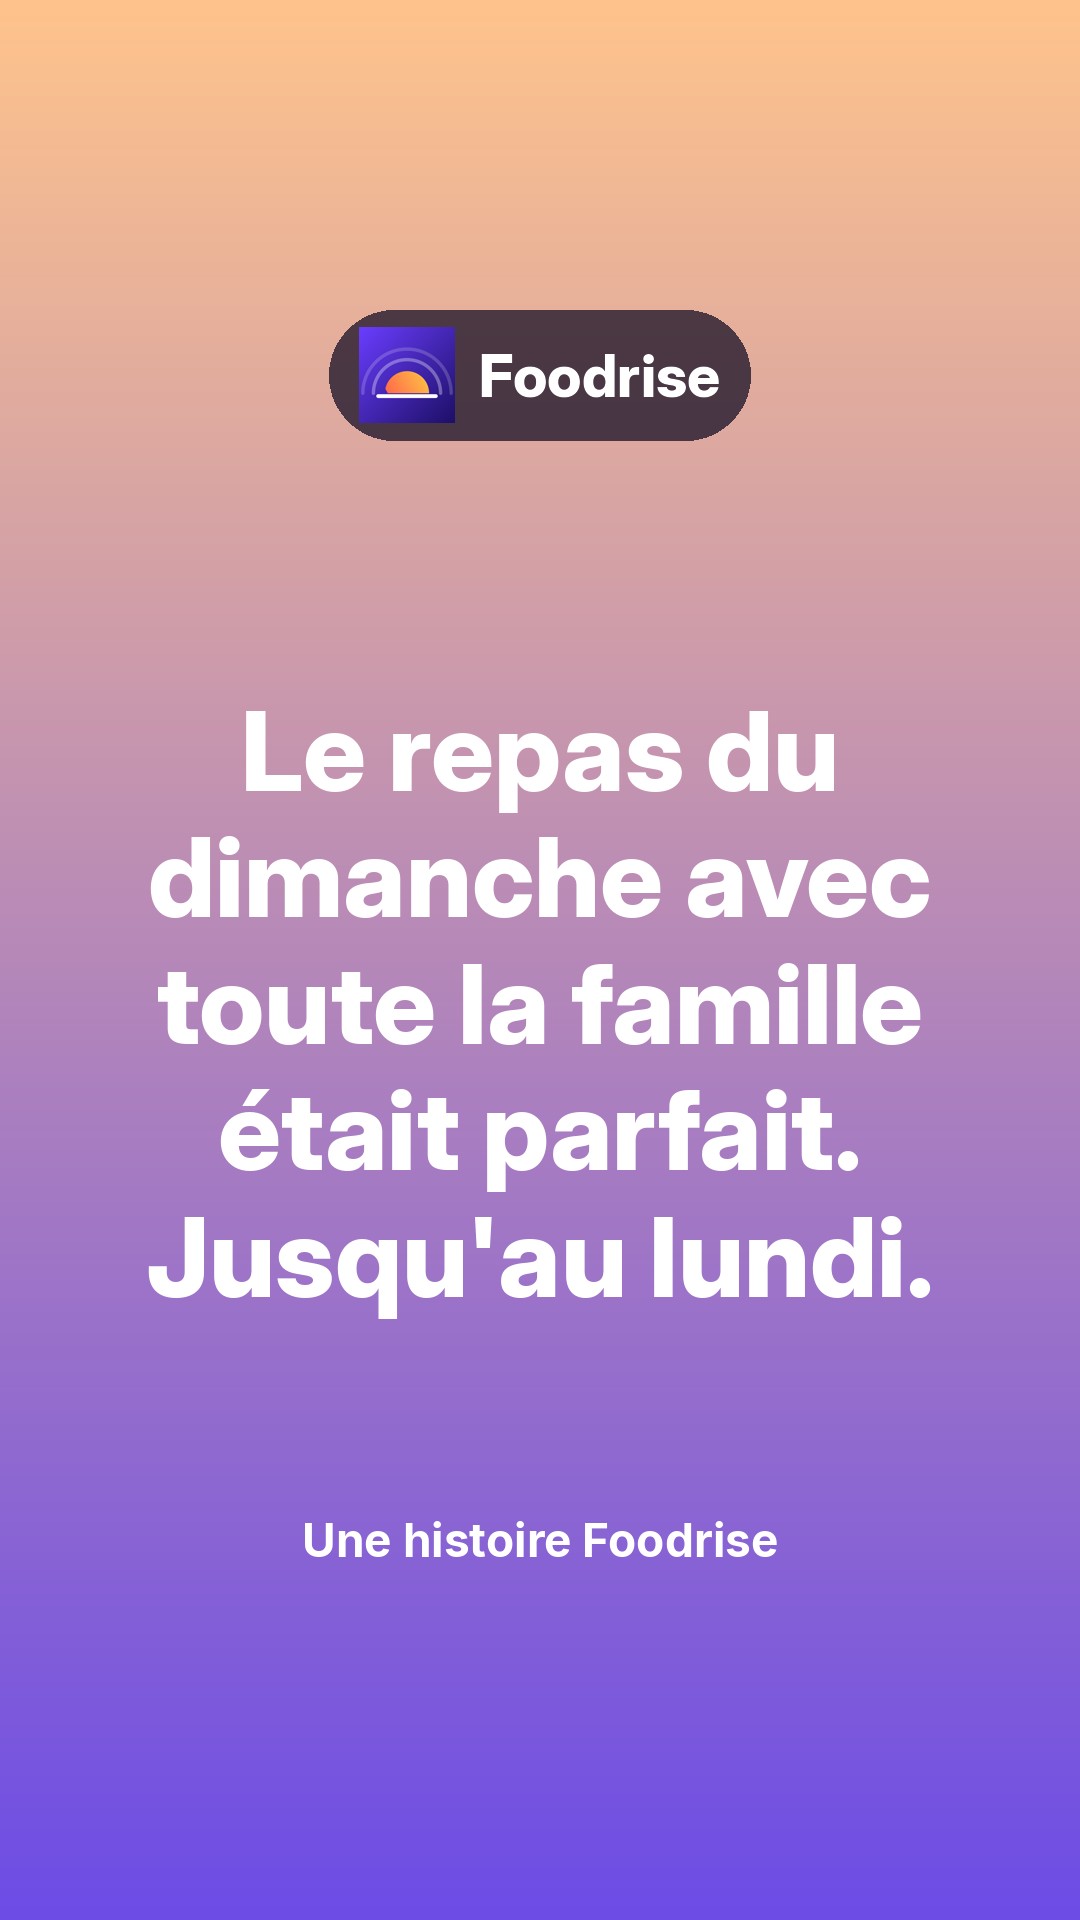 Foodrise
Le repas du
dimanche avec
toute la famille
était parfait.
Jusqu'au lundi.
Une histoire Foodrise